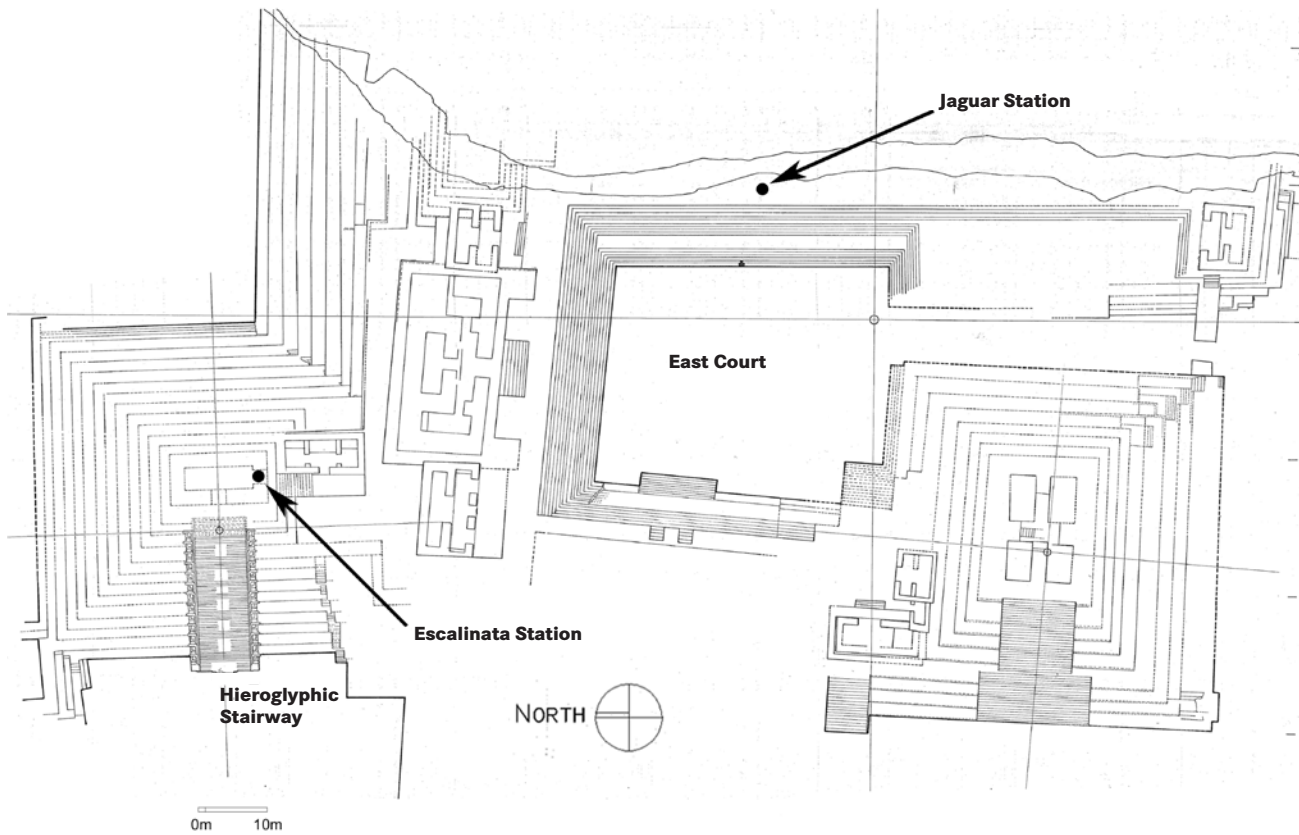 Jaguar Station
East Court
Escalinata Station
Hieroglyphic
Stairway
NORTH
0m 10m